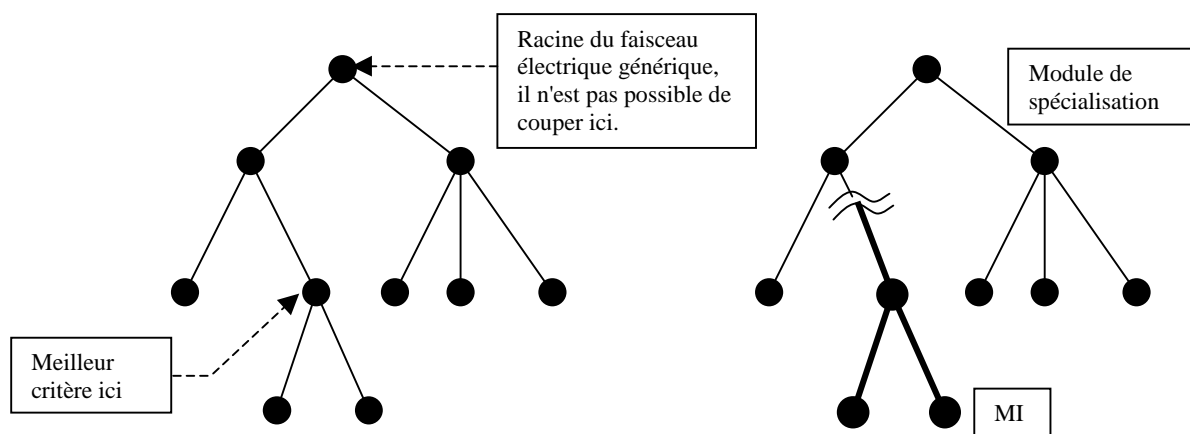 Racine du faisceau
électrique générique,
il n'est pas possible de
couper ici.
Module de
spécialisation
Meilleur
critère ici
MI